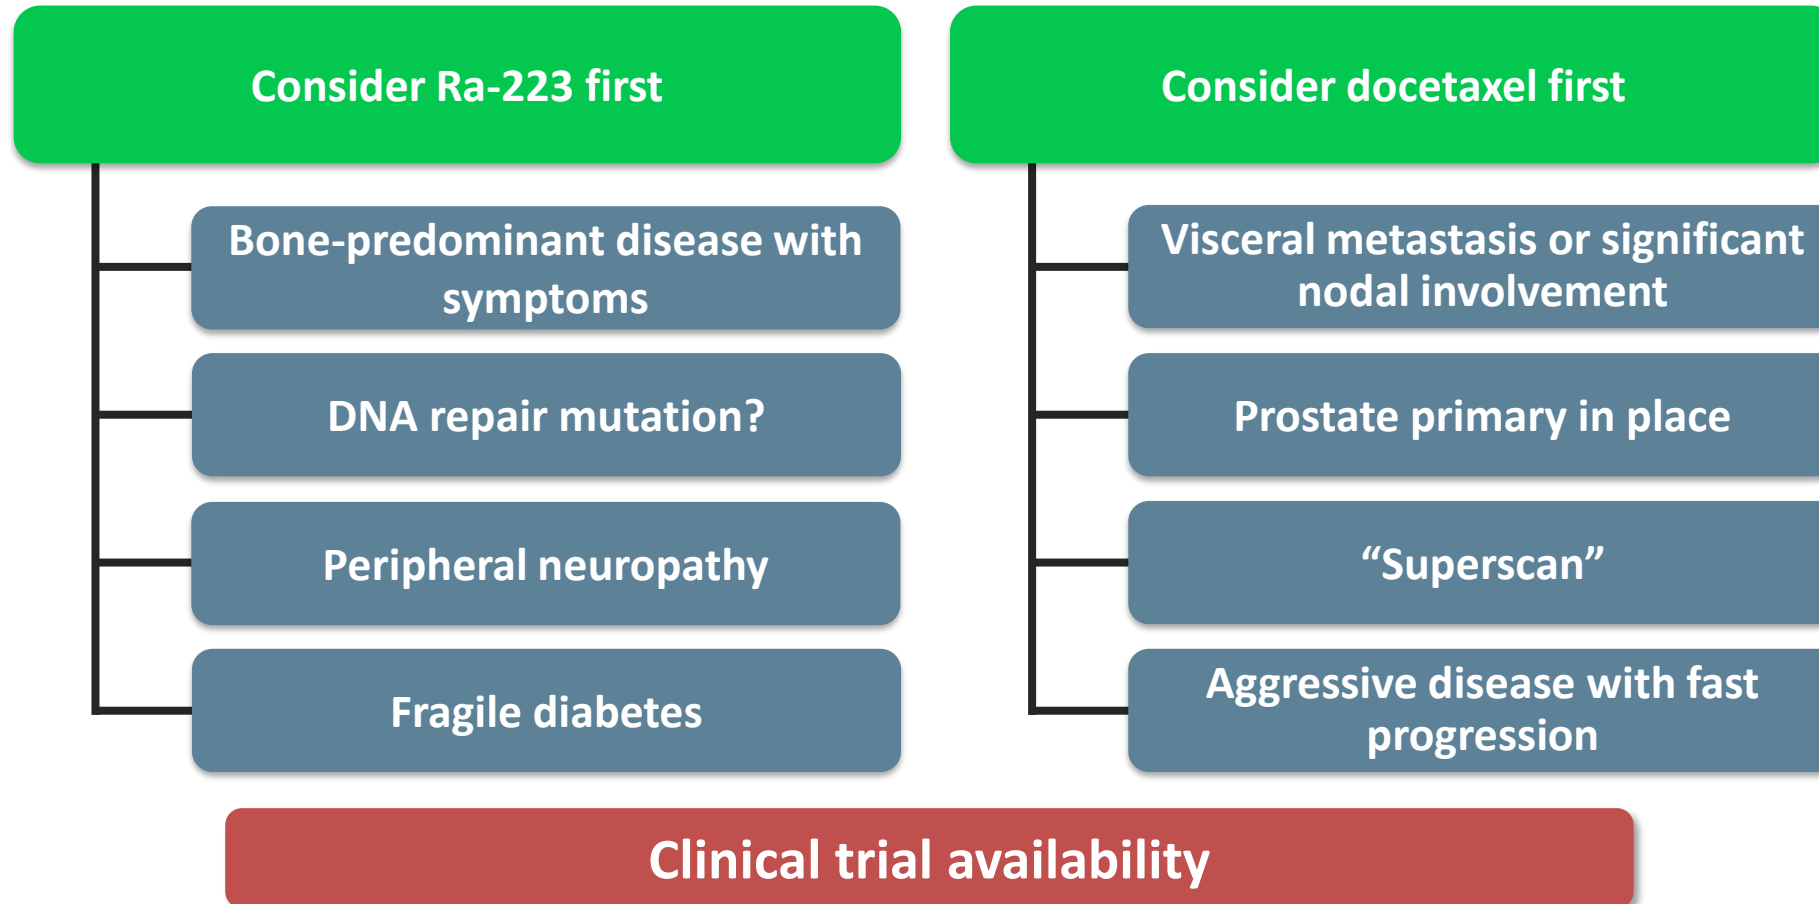 Consider Ra-223 first
Bone-predominant disease with
symptoms
DNA repair mutation?
Peripheral neuropathy
Fragile diabetes
Consider docetaxel first
Visceral metastasis or significant
nodal involvement
Prostate primary in place
“Superscan”
Aggressive disease with fast
progression
Clinical trial availability